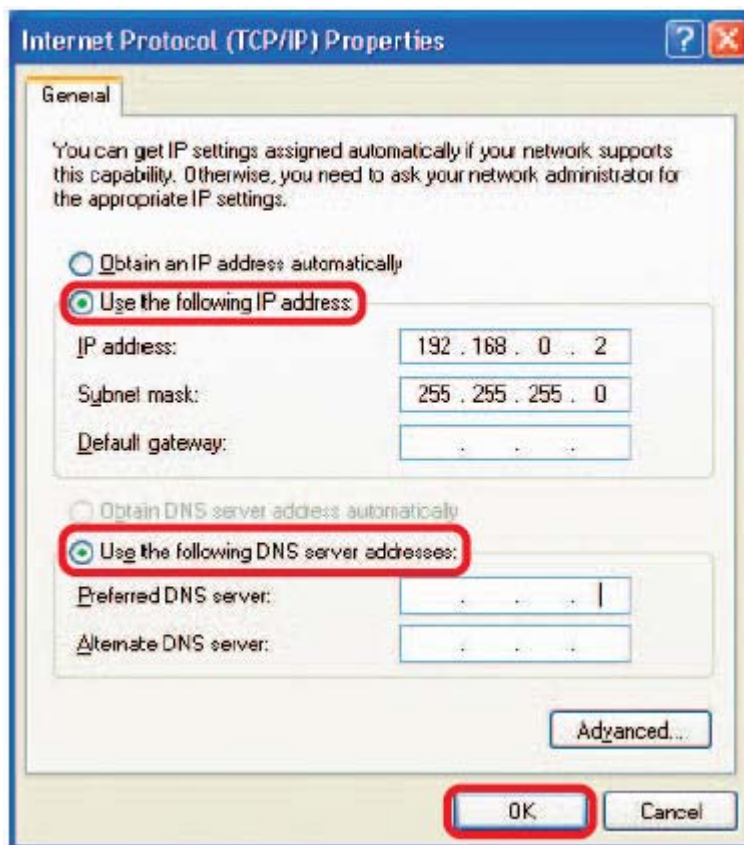 Internet Protocol (TCP/IP) Properties
General
You can get IP settings assigned automatically if your network supports
this capability. Otherwise, you need to ask your network administrator for
the appropriate IP settings.
Obtain an IP address automatically
Use the following IP address:
IP address: 192 . 168 . 0 . 2
Subnet mask: 255 . 255 . 255 . 0
Default gateway: . . .
Obtain DNS server address automatically
Use the following DNS server addresses:
Preferred DNS server: . . .
Alternate DNS server: . . .
Advanced...
OK Cancel